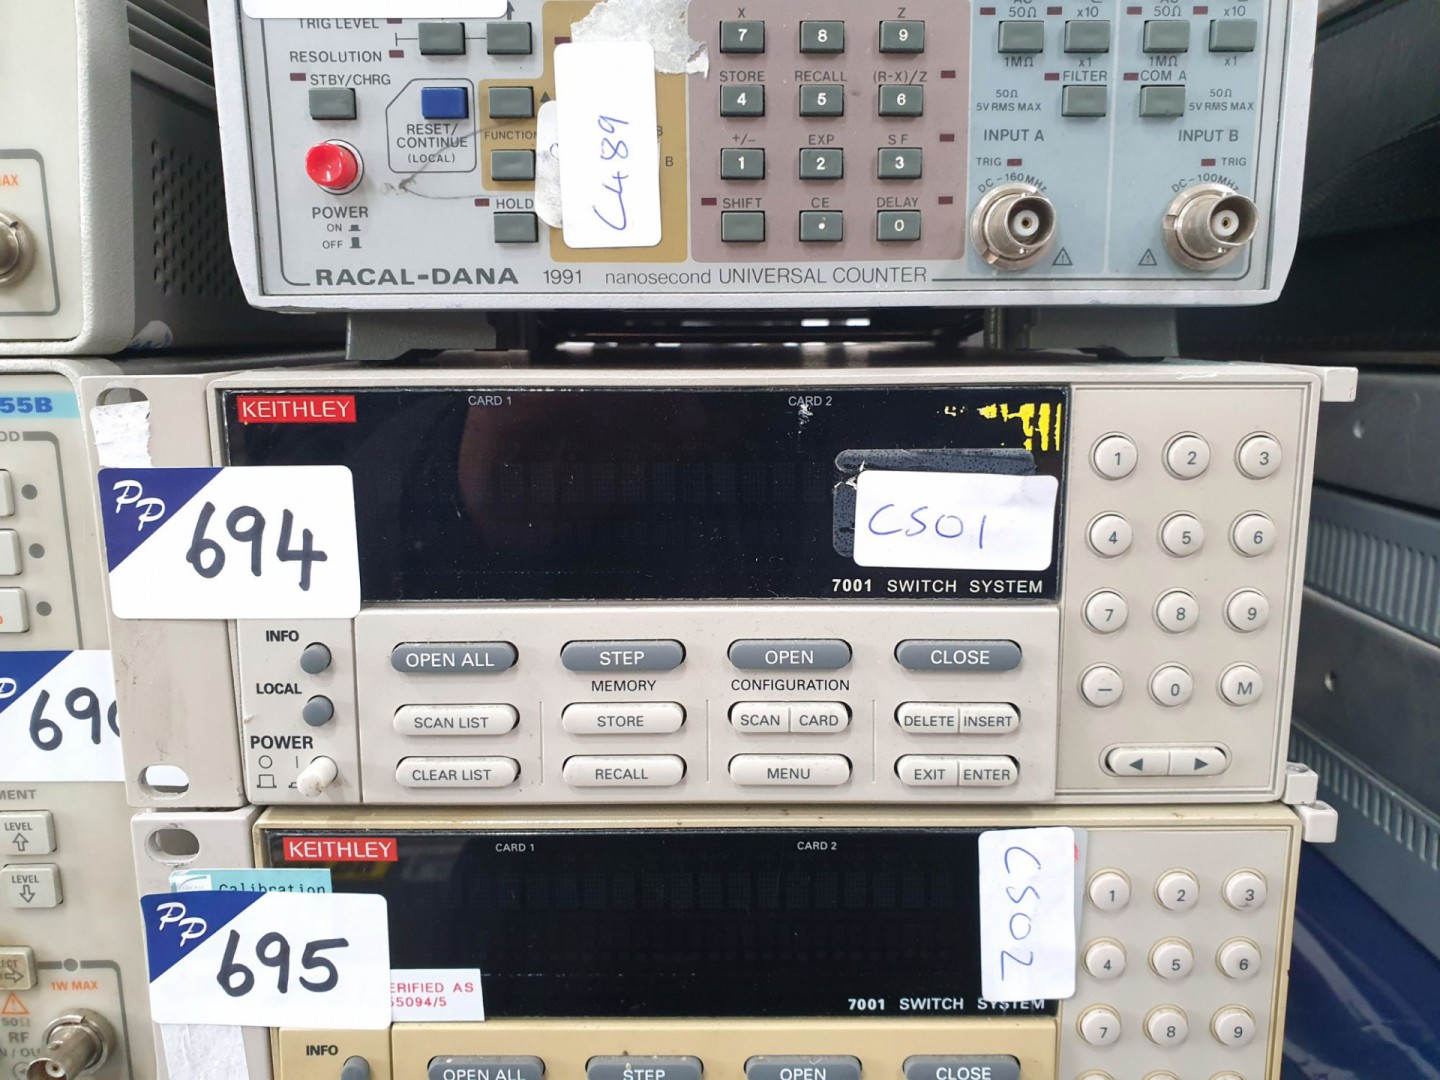 TRIG LEVEL
RESOLUTION
STBY/CHRG
RESET/
CONTINUE
(LOCAL)
FUNCTION
HOLD
POWER
ON
OFF
C489
B
B
X
Z
7
8
9
STORE
RECALL
(R-X)/Z
4
5
6
+/−
EXP
S F
1
2
3
SHIFT
CE
DELAY
•
0
50Ω
x10
50Ω
x10
1MΩ
x1
1MΩ
x1
FILTER
COM A
50Ω
5V RMS MAX
50Ω
5V RMS MAX
INPUT A
INPUT B
TRIG
TRIG
DC-160MHz
DC-100MHz
RACAL-DANA 1991 nanosecond UNIVERSAL COUNTER
KEITHLEY
CARD 1
CARD 2
CS01
7001 SWITCH SYSTEM
PP
694
INFO
LOCAL
POWER
OPEN ALL
STEP
OPEN
CLOSE
MEMORY
CONFIGURATION
SCAN LIST
STORE
SCAN CARD
DELETE INSERT
CLEAR LIST
RECALL
MENU
EXIT ENTER
1 2 3
4 5 6
7 8 9
− 0 M
KEITHLEY
CARD 1
CARD 2
CS02
7001 SWITCH SYSTEM
Calibration
PP
695
ERIFIED AS
55094/5
INFO
OPEN ALL
STEP
OPEN
CLOSE
1 2 3
4 5 6
7 8 9
55B
LEVEL
LEVEL
1W MAX
50Ω
RF